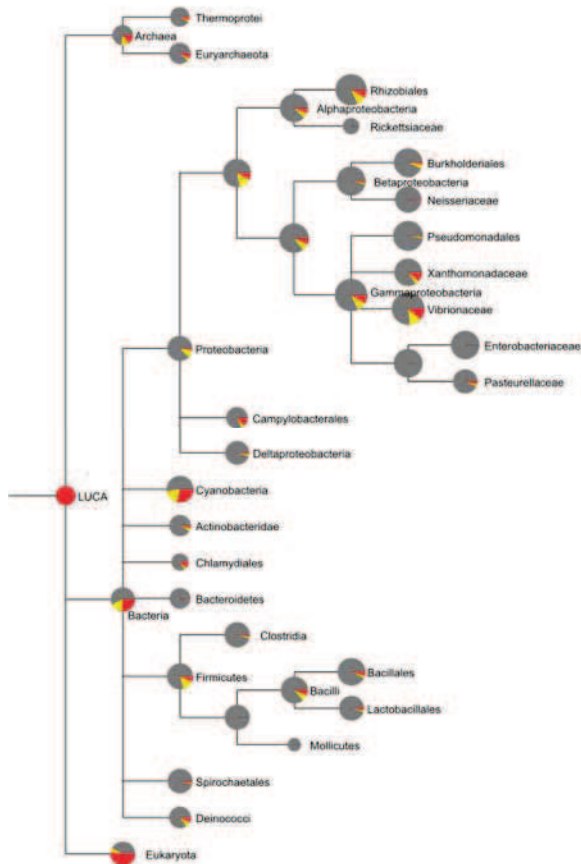 Thermoprotei
Archaea
Euryarchaeota
Rhizobiales
Alphaproteobacteria
Rickettsiaceae
Burkholderiales
Betaproteobacteria
Neisseriaceae
Pseudomonadales
Xanthomonadaceae
Gammaproteobacteria
Vibrionaceae
Enterobacteriaceae
Proteobacteria
Pasteurellaceae
Campylobacterales
Deltaproteobacteria
Cyanobacteria
LUCA
Actinobacteridae
Chlamydiales
Bacteroidetes
Bacteria
Clostridia
Bacillales
Firmicutes
Bacilli
Lactobacillales
Mollicutes
Spirochaetales
Deinococci
Eukaryota